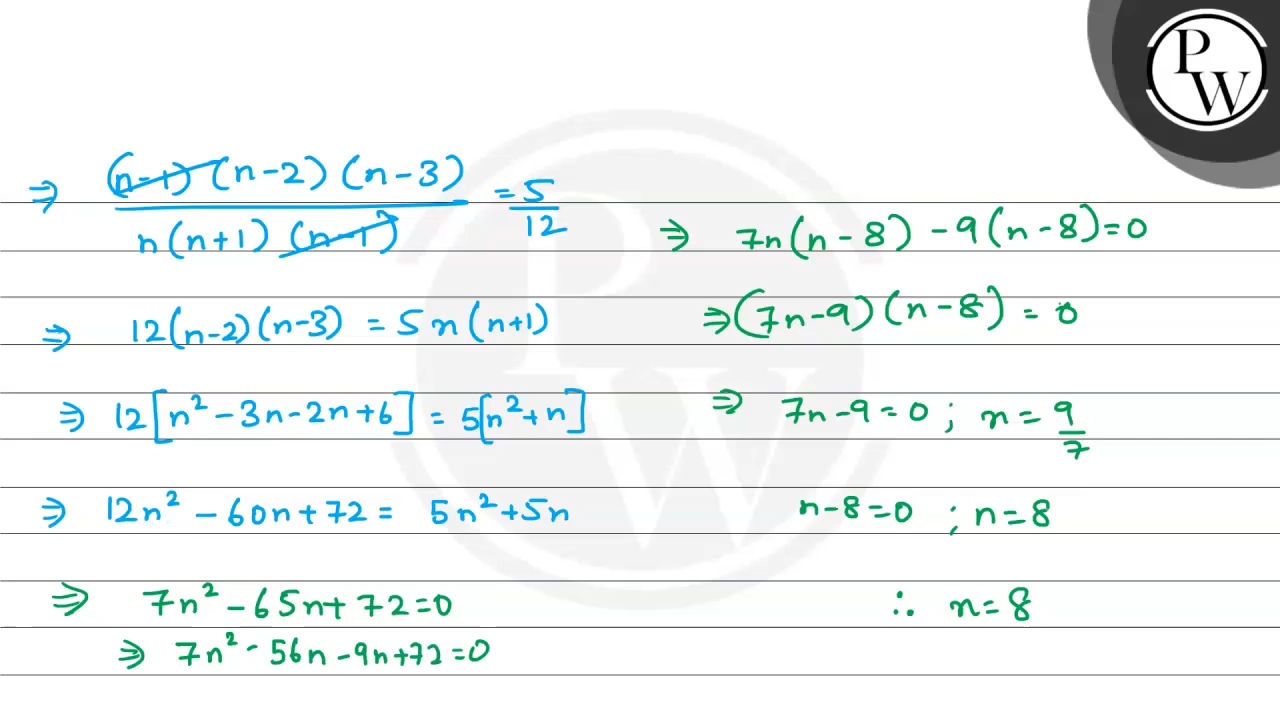 PW
⇒ (n-1)(n-2)(n-3) / n(n+1)(n-1) = 5/12
⇒ 12(n-2)(n-3) = 5n(n+1)
⇒ 12[n² - 3n - 2n + 6] = 5[n² + n]
⇒ 12n² - 60n + 72 = 5n² + 5n
⇒ 7n² - 65n + 72 = 0
⇒ 7n² - 56n - 9n + 72 = 0
⇒ 7n(n - 8) - 9(n - 8) = 0
⇒ (7n - 9)(n - 8) = 0
⇒ 7n - 9 = 0 ; n = 9/7
n - 8 = 0 ; n = 8
∴ n = 8